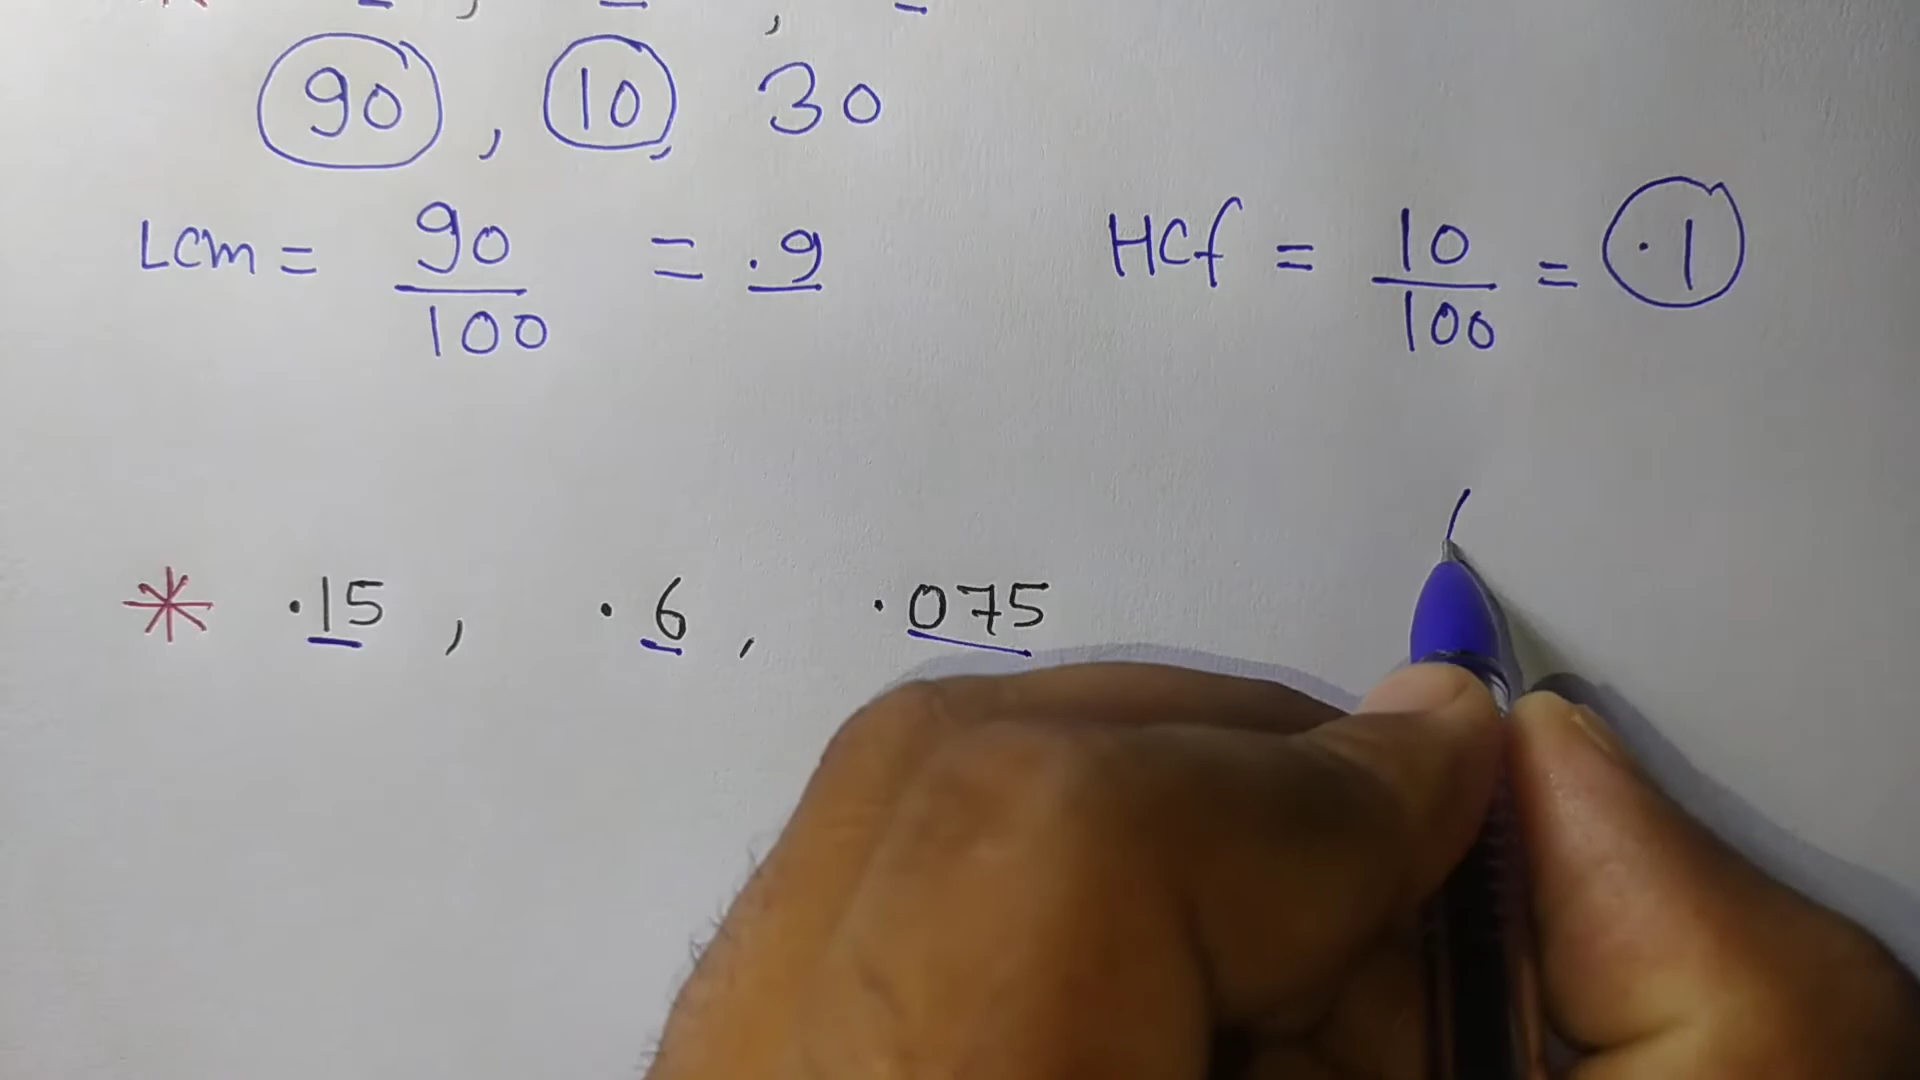 90 , 10 , 30
LCM = 90/100 = .9
HCf = 10/100 = .1
* .15 , .6 , .075